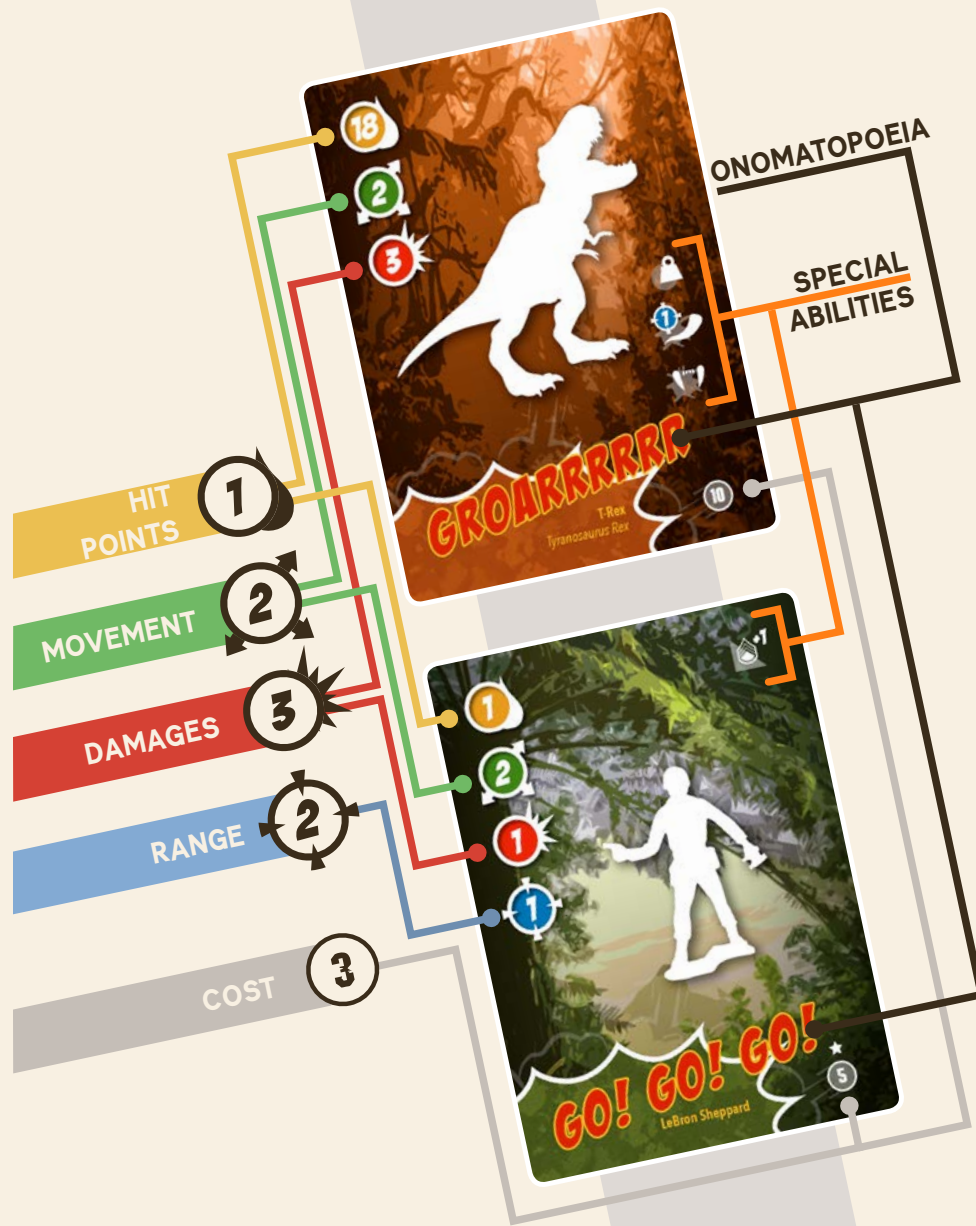 18
2
3
ONOMATOPOEIA
SPECIAL
ABILITIES
1
GROARRRRRR
T-Rex
Tyranosaurus Rex
10
HIT
POINTS
1
MOVEMENT
2
DAMAGES
3
RANGE
2
COST
3
+1
1
2
1
1
GO! GO! GO!
LeBron Sheppard
5